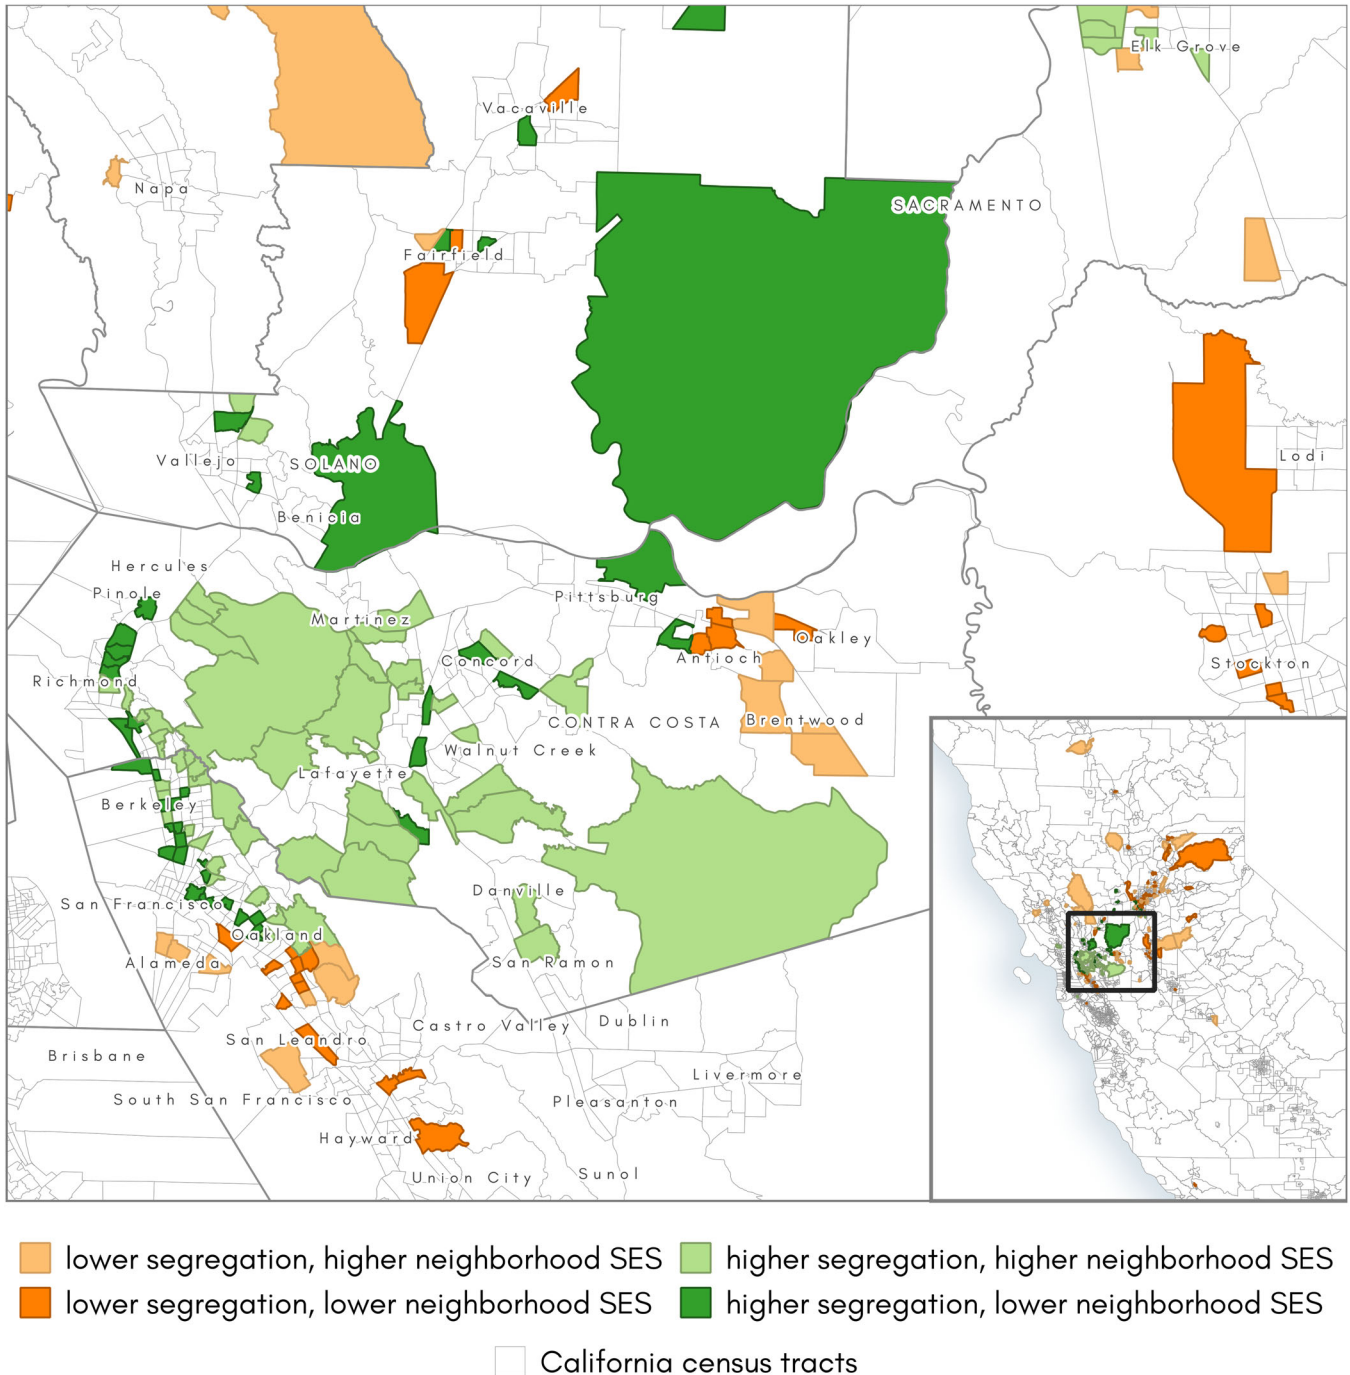 Elk Grove
Vacaville
Napa
SACRAMENTO
Fairfield
Lodi
Vallejo
SOLANO
Benicia
Hercules
Pinole
Pittsburg
Martinez
Oakley
Concord
Antioch
Stockton
Richmond
CONTRA COSTA
Brentwood
Walnut Creek
Lafayette
Berkeley
Danville
San Francisco
Oakland
Alameda
San Ramon
Castro Valley
Dublin
San Leandro
Brisbane
Livermore
South San Francisco
Pleasanton
Hayward
Union City
Sunol
lower segregation, higher neighborhood SES
higher segregation, higher neighborhood SES
lower segregation, lower neighborhood SES
higher segregation, lower neighborhood SES
California census tracts